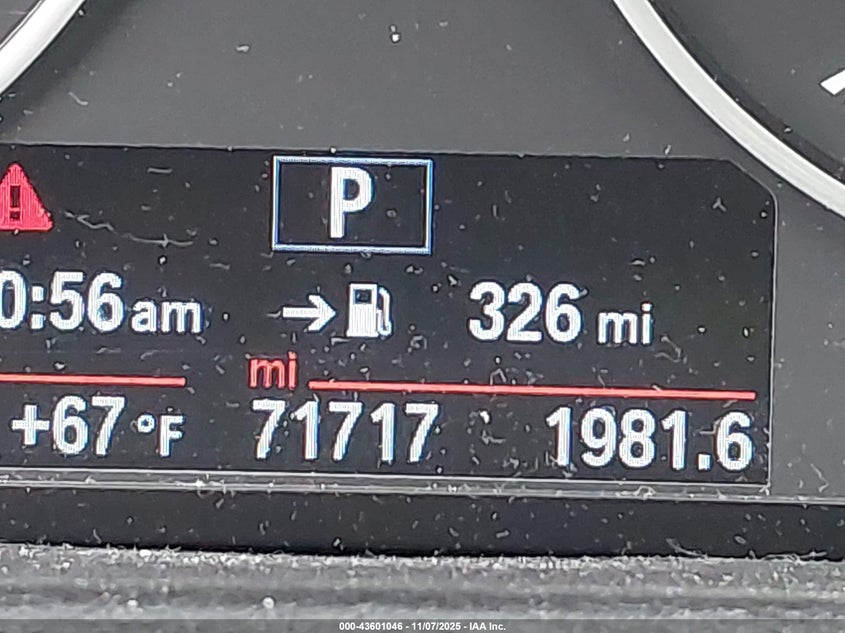 P
0:56 am
326 mi
mi
+67 °F
71717
1981.6
000-43601046 - 11/07/2025 - IAA Inc.